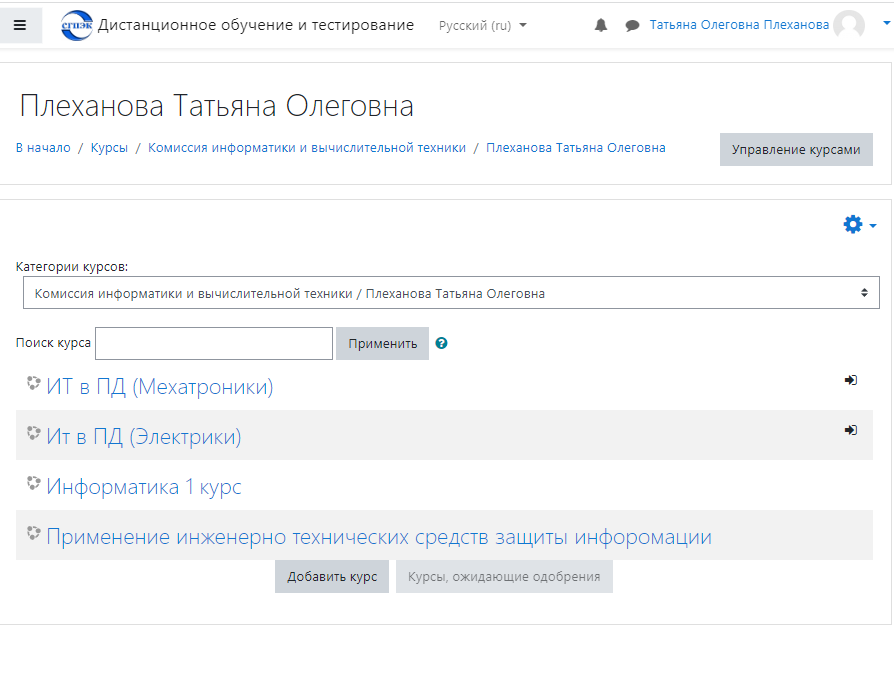 СГПЭК Дистанционное обучение и тестирование Русский (ru) Татьяна Олеговна Плеханова
Плеханова Татьяна Олеговна
В начало / Курсы / Комиссия информатики и вычислительной техники / Плеханова Татьяна Олеговна
Управление курсами
Категории курсов:
Комиссия информатики и вычислительной техники / Плеханова Татьяна Олеговна
Поиск курса Применить ?
ИТ в ПД (Мехатроники)
Ит в ПД (Электрики)
Информатика 1 курс
Применение инженерно технических средств защиты инфоромации
Добавить курс Курсы, ожидающие одобрения